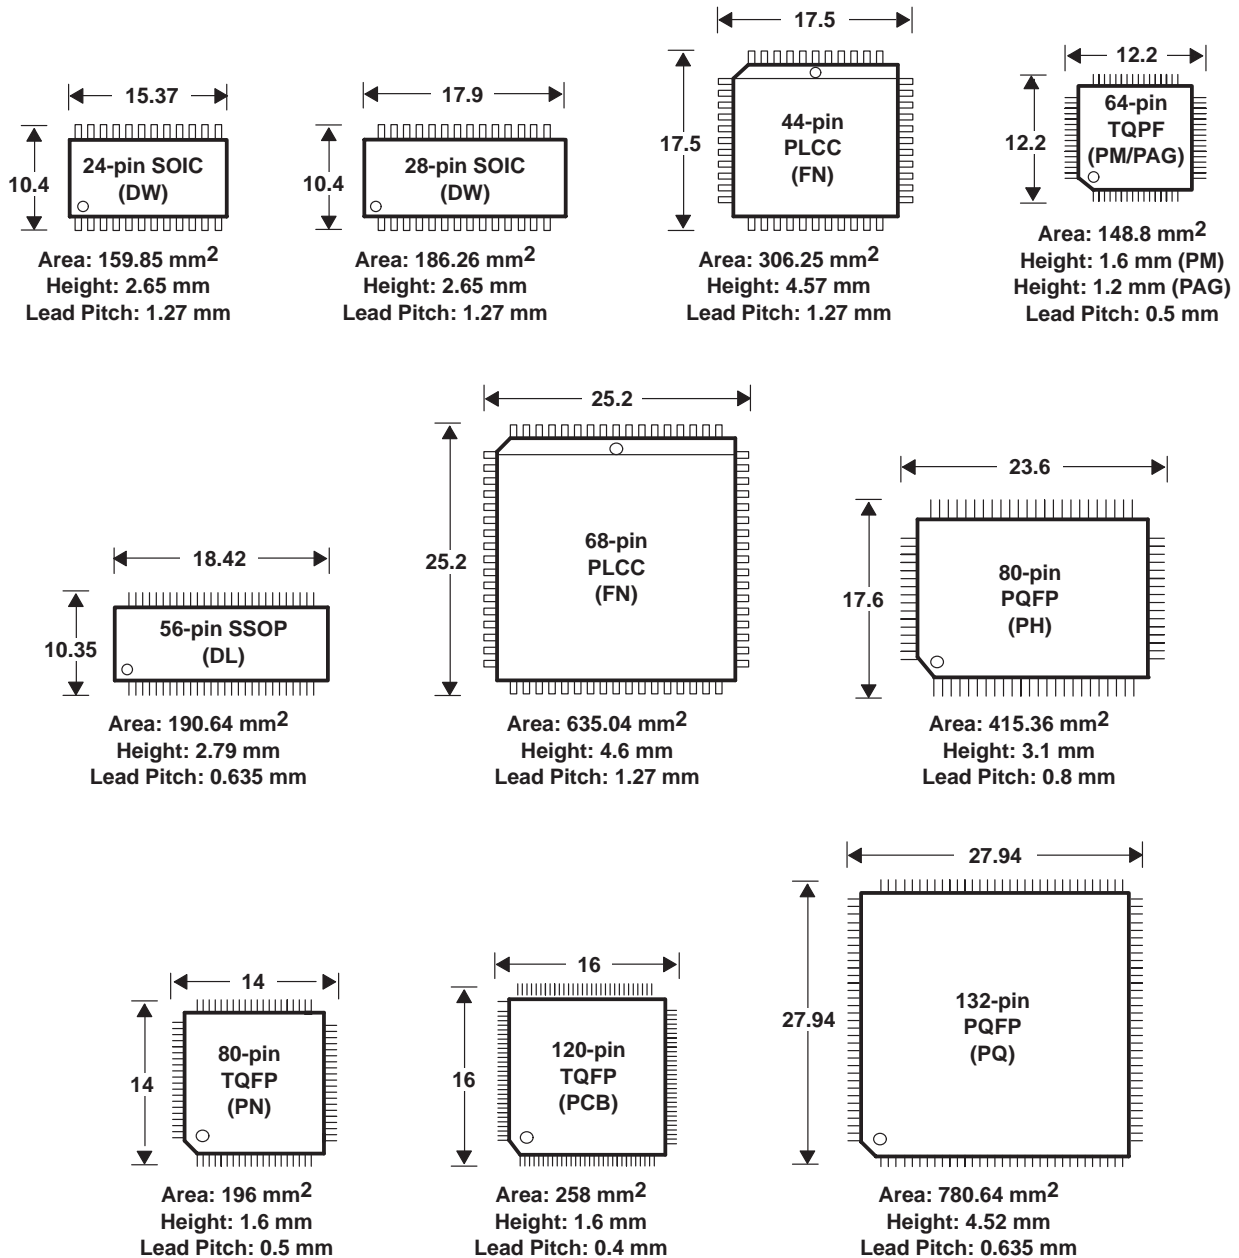 15.37
10.4
24-pin SOIC
(DW)
Area: 159.85 mm2
Height: 2.65 mm
Lead Pitch: 1.27 mm
17.9
10.4
28-pin SOIC
(DW)
Area: 186.26 mm2
Height: 2.65 mm
Lead Pitch: 1.27 mm
17.5
17.5
44-pin
PLCC
(FN)
Area: 306.25 mm2
Height: 4.57 mm
Lead Pitch: 1.27 mm
12.2
12.2
64-pin
TQPF
(PM/PAG)
Area: 148.8 mm2
Height: 1.6 mm (PM)
Height: 1.2 mm (PAG)
Lead Pitch: 0.5 mm
18.42
10.35
56-pin SSOP
(DL)
Area: 190.64 mm2
Height: 2.79 mm
Lead Pitch: 0.635 mm
25.2
25.2
68-pin
PLCC
(FN)
Area: 635.04 mm2
Height: 4.6 mm
Lead Pitch: 1.27 mm
23.6
17.6
80-pin
PQFP
(PH)
Area: 415.36 mm2
Height: 3.1 mm
Lead Pitch: 0.8 mm
14
14
80-pin
TQFP
(PN)
Area: 196 mm2
Height: 1.6 mm
Lead Pitch: 0.5 mm
16
16
120-pin
TQFP
(PCB)
Area: 258 mm2
Height: 1.6 mm
Lead Pitch: 0.4 mm
27.94
27.94
132-pin
PQFP
(PQ)
Area: 780.64 mm2
Height: 4.52 mm
Lead Pitch: 0.635 mm